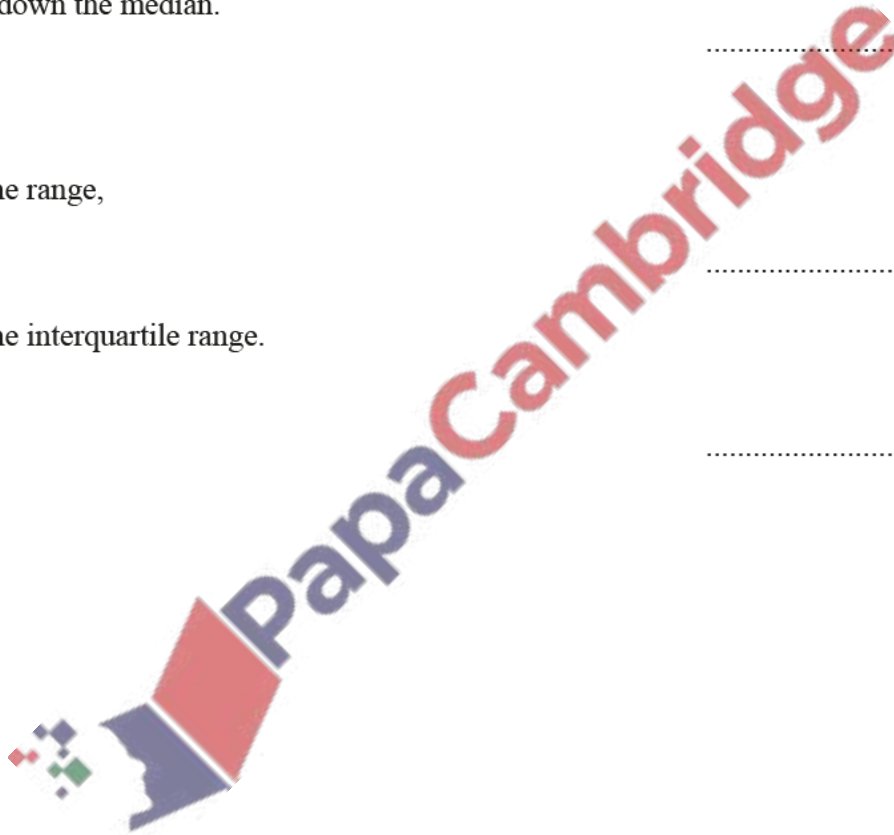 down the median.
..............................
he range,
..............................
he interquartile range.
..............................
PapaCambridge